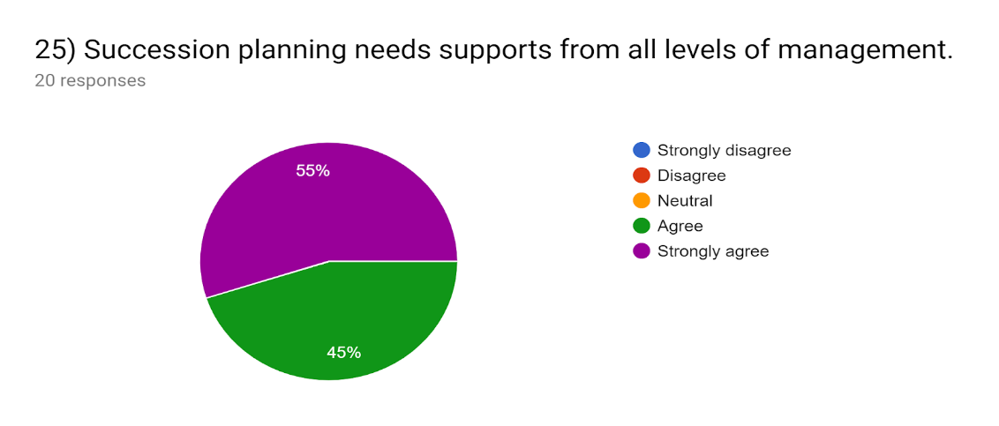 25) Succession planning needs supports from all levels of management.
20 responses
55%
45%
Strongly disagree
Disagree
Neutral
Agree
Strongly agree